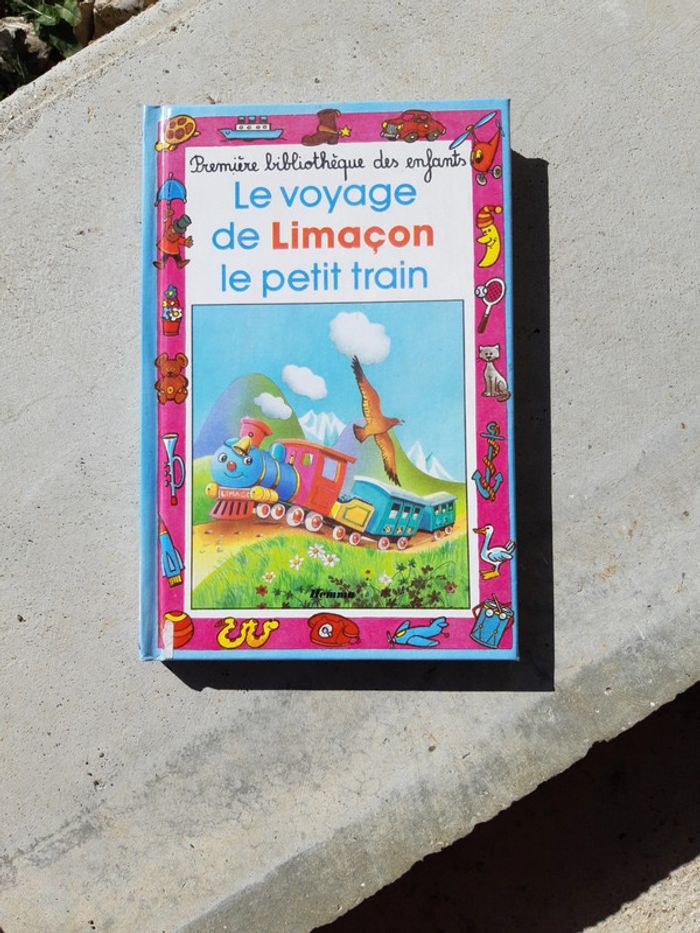 Première bibliothèque des enfants
Le voyage
de Limaçon
le petit train
LIMAÇON
Hemma